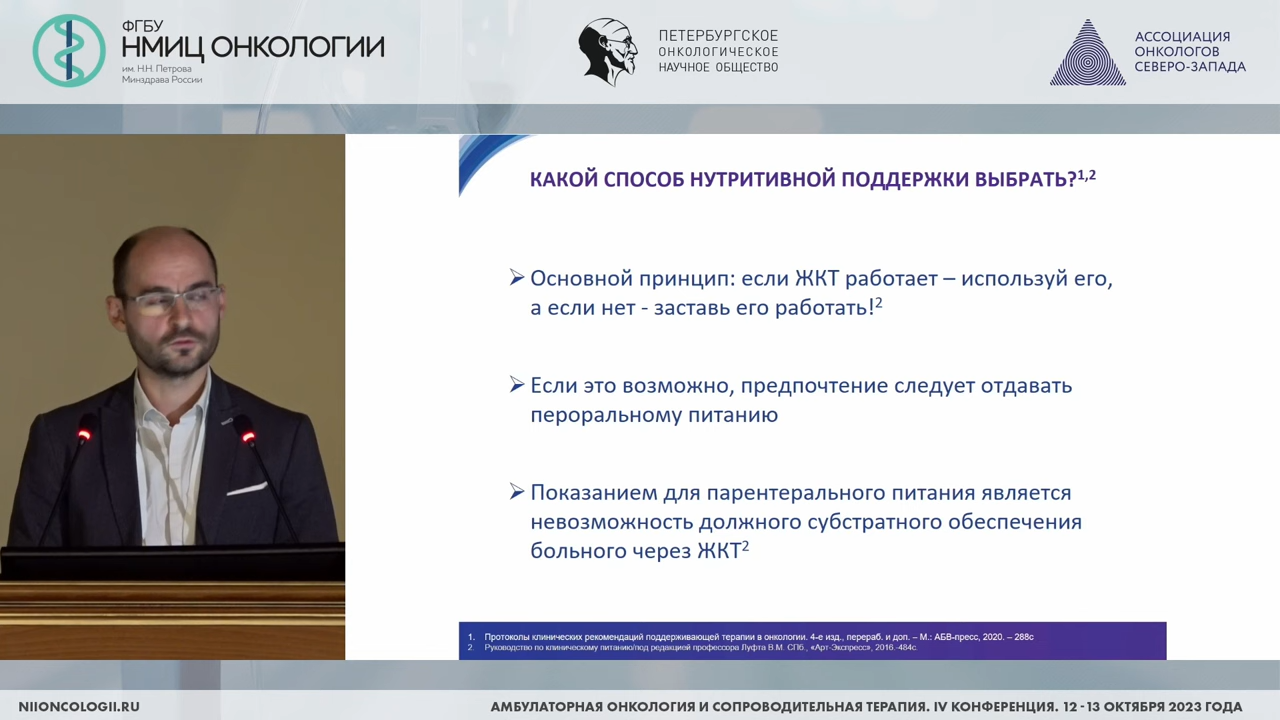 ФГБУ
НМИЦ ОНКОЛОГИИ
им. Н.Н. Петрова
Минздрава России
ПЕТЕРБУРГСКОЕ
ОНКОЛОГИЧЕСКОЕ
НАУЧНОЕ ОБЩЕСТВО
АССОЦИАЦИЯ
ОНКОЛОГОВ
СЕВЕРО-ЗАПАДА
КАКОЙ СПОСОБ НУТРИТИВНОЙ ПОДДЕРЖКИ ВЫБРАТЬ?1,2
➢ Основной принцип: если ЖКТ работает – используй его,
а если нет - заставь его работать!2
➢ Если это возможно, предпочтение следует отдавать
пероральному питанию
➢ Показанием для парентерального питания является
невозможность должного субстратного обеспечения
больного через ЖКТ2
1. Протоколы клинических рекомендаций поддерживающей терапии в онкологии. 4-е изд., перераб. и доп. – М.: АБВ-пресс, 2020. – 288с
2. Руководство по клиническому питанию/под редакцией профессора Луфта В.М. СПб., «Арт-Экспресс», 2016.-484с.
NIIONCOLOGII.RU
АМБУЛАТОРНАЯ ОНКОЛОГИЯ И СОПРОВОДИТЕЛЬНАЯ ТЕРАПИЯ. IV КОНФЕРЕНЦИЯ. 12 - 13 ОКТЯБРЯ 2023 ГОДА